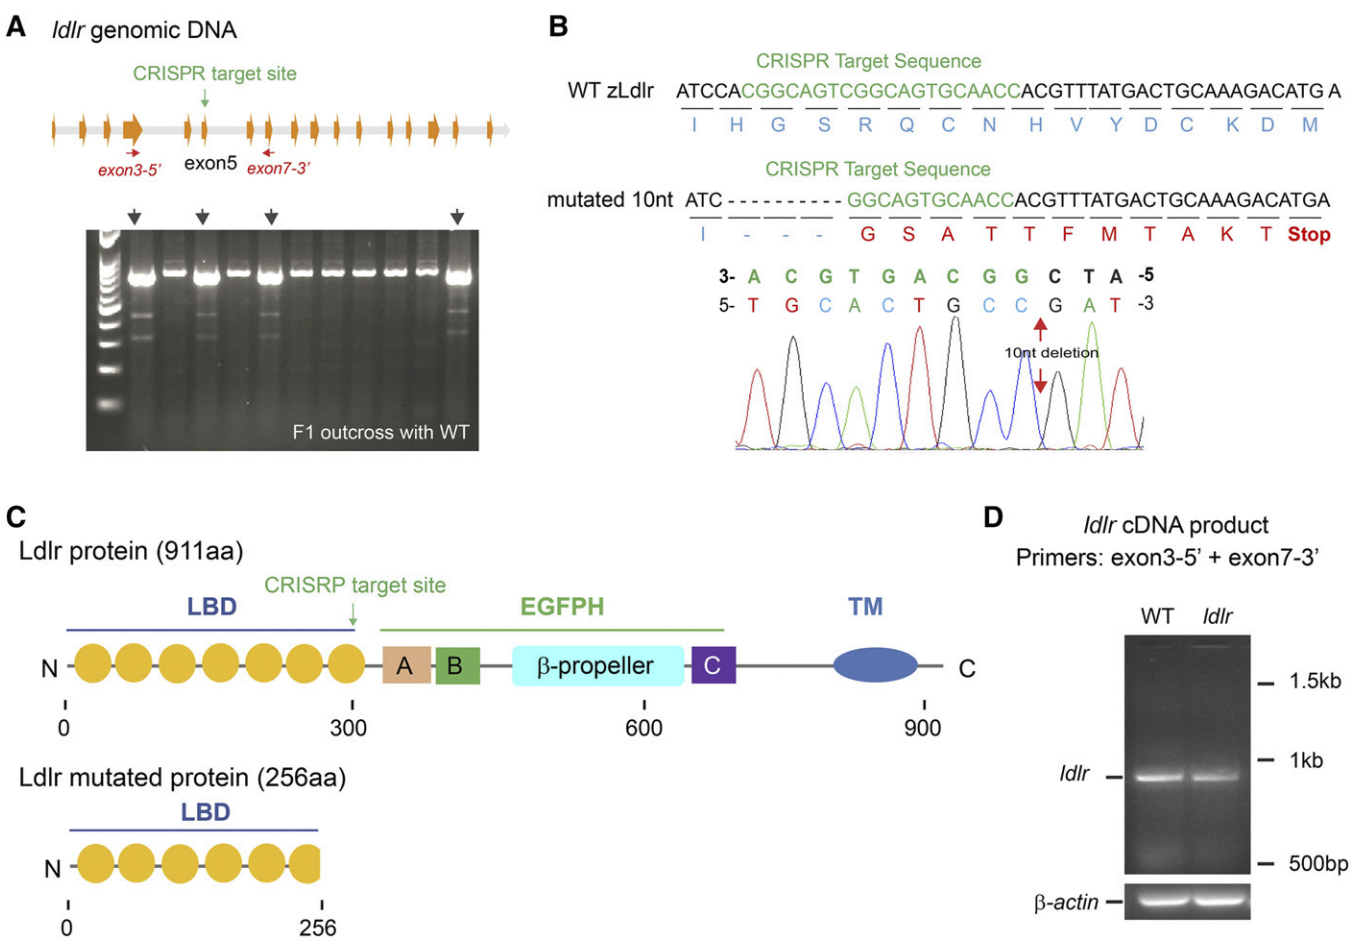 A
ldlr genomic DNA
CRISPR target site
exon3-5’
exon5
exon7-3’
F1 outcross with WT
B
CRISPR Target Sequence
WT zLdlr ATCCACGGCAGTCGGCAGTGCAACCACGTTTATGACTGCAAAGACATG A
I H G S R Q C N H V Y D C K D M
CRISPR Target Sequence
mutated 10nt ATC----------GGCAGTGCAACCACGTTTATGACTGCAAAGACATGA
I - - - G S A T T F M T A K T Stop
3- A C G T G A C G G C T A -5
5- T G C A C T G C C G A T -3
10nt deletion
C
Ldlr protein (911aa)
CRISRP target site
LBD EGFPH TM
N A B β-propeller C C
0 300 600 900
Ldlr mutated protein (256aa)
LBD
N
0 256
D
ldlr cDNA product
Primers: exon3-5’ + exon7-3’
WT ldlr
1.5kb
1kb
ldlr
500bp
β-actin